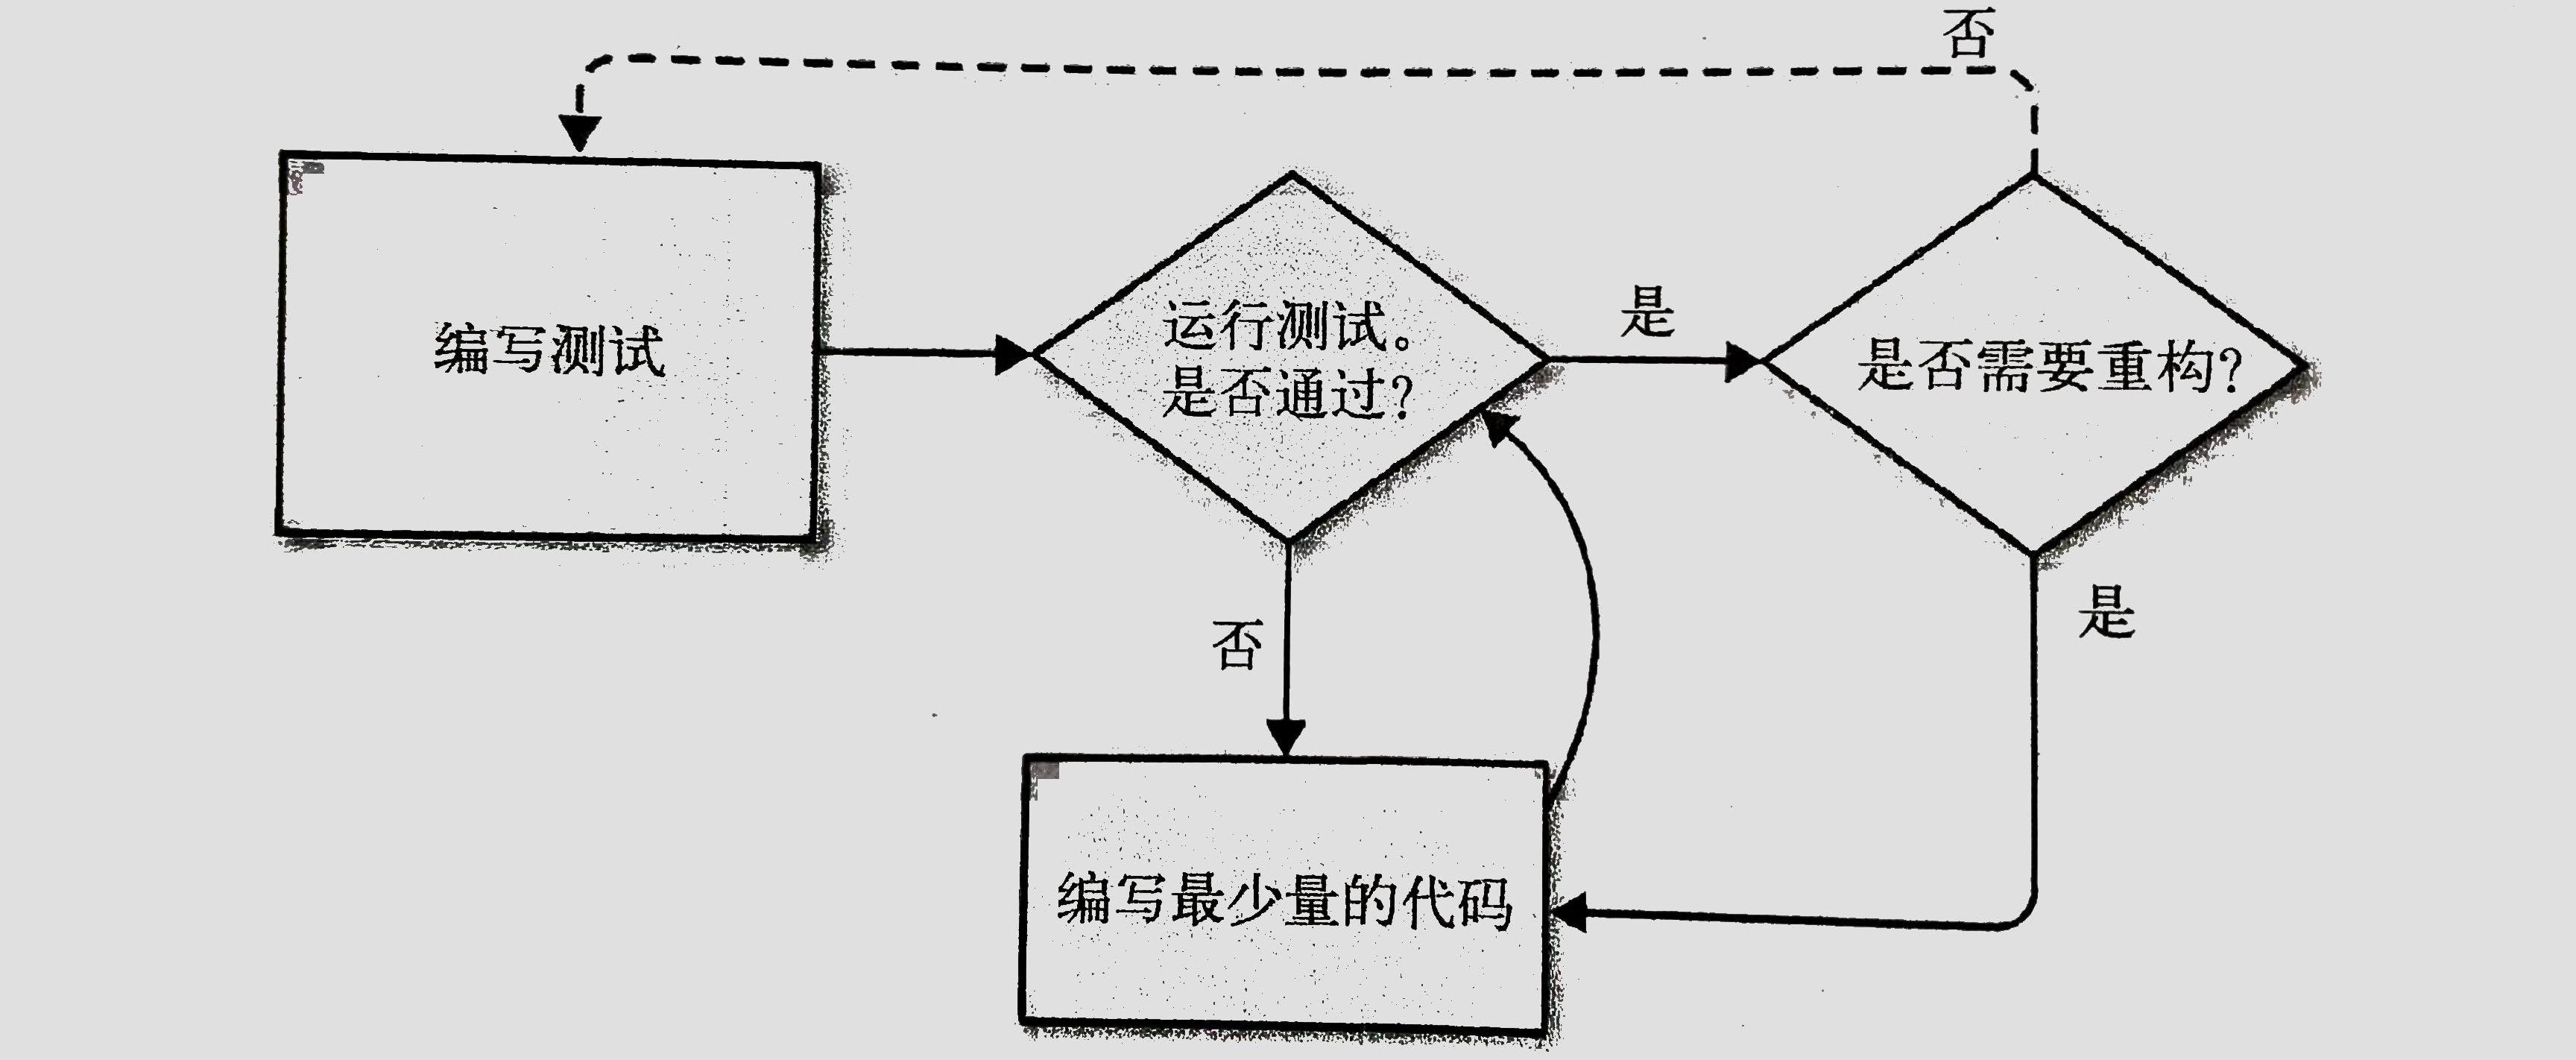 否
编写测试
运行测试。
是否通过?
是
是否需要重构?
否
是
编写最少量的代码